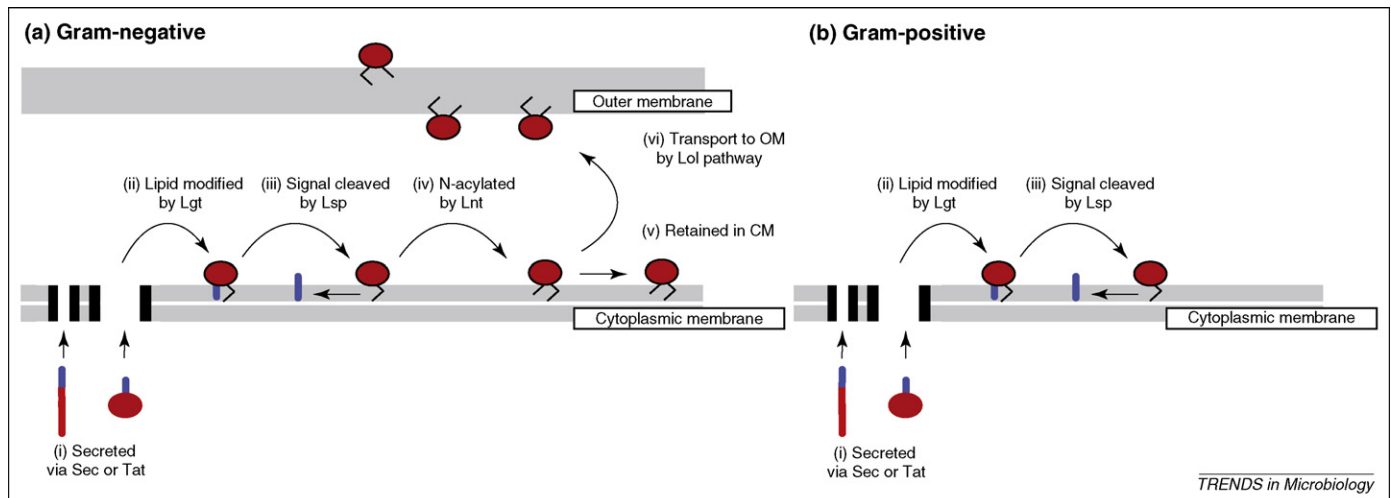 (a) Gram-negative
Outer membrane
(vi) Transport to OM
by Lol pathway
(ii) Lipid modified
by Lgt
(iii) Signal cleaved
by Lsp
(iv) N-acylated
by Lnt
(v) Retained in CM
Cytoplasmic membrane
(i) Secreted
via Sec or Tat
(b) Gram-positive
(ii) Lipid modified
by Lgt
(iii) Signal cleaved
by Lsp
Cytoplasmic membrane
(i) Secreted
via Sec or Tat
TRENDS in Microbiology